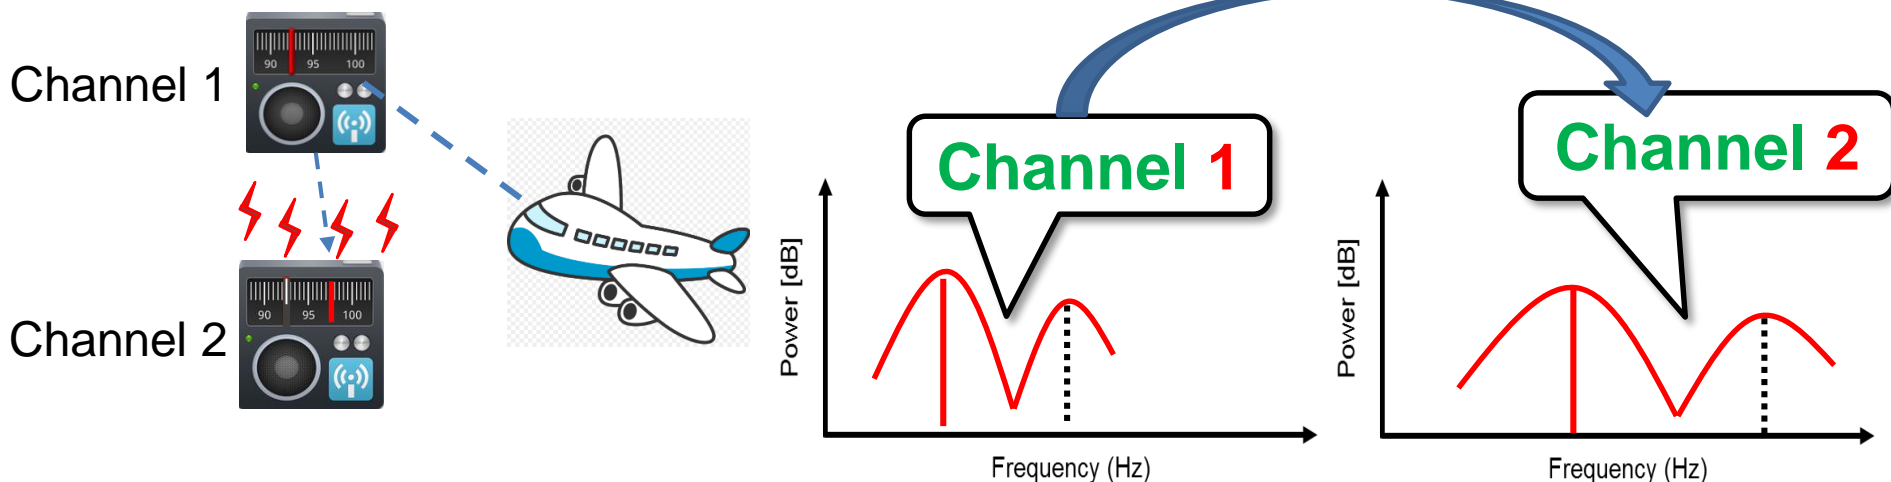 Channel 1
90 95 100
Channel 2
90 95 100
Channel 1
Power [dB]
Frequency (Hz)
Channel 2
Power [dB]
Frequency (Hz)